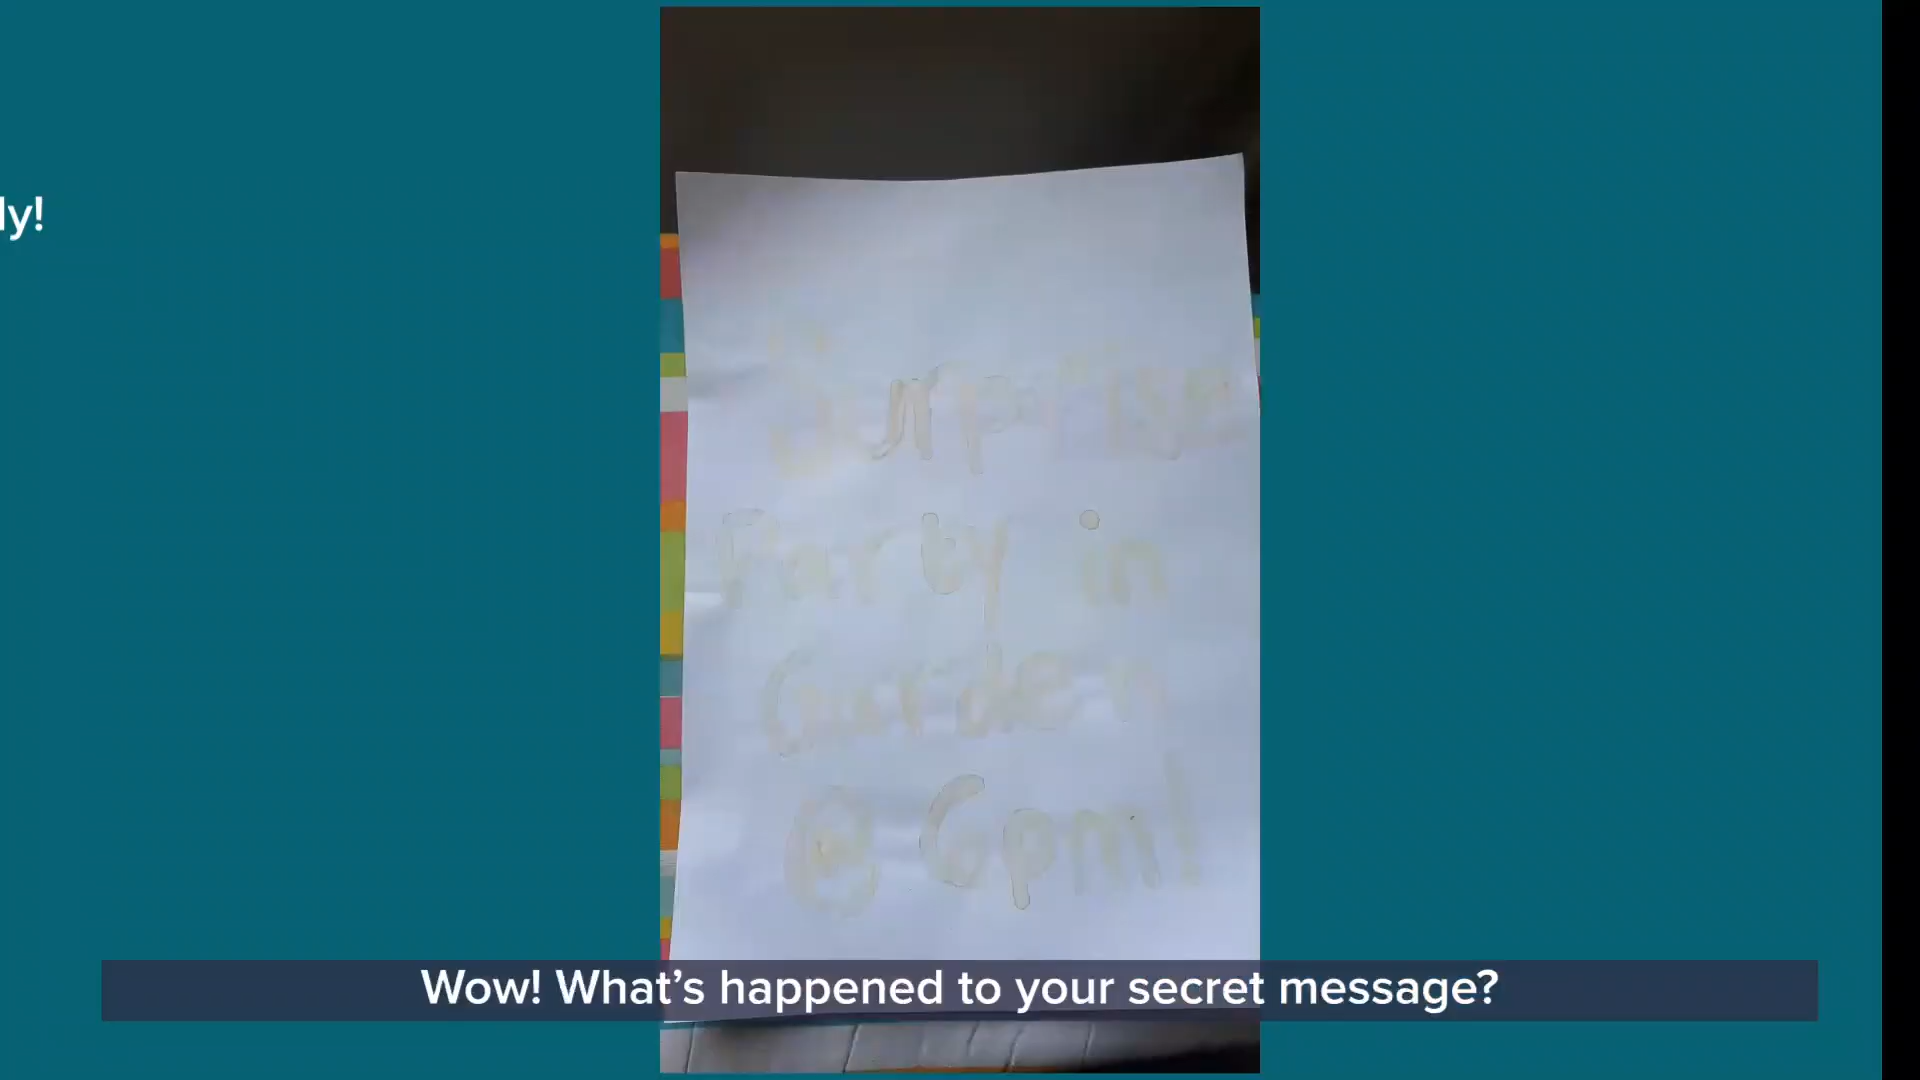 ly!
Surprise
Party in
Garden
@ 6pm!
Wow! What’s happened to your secret message?